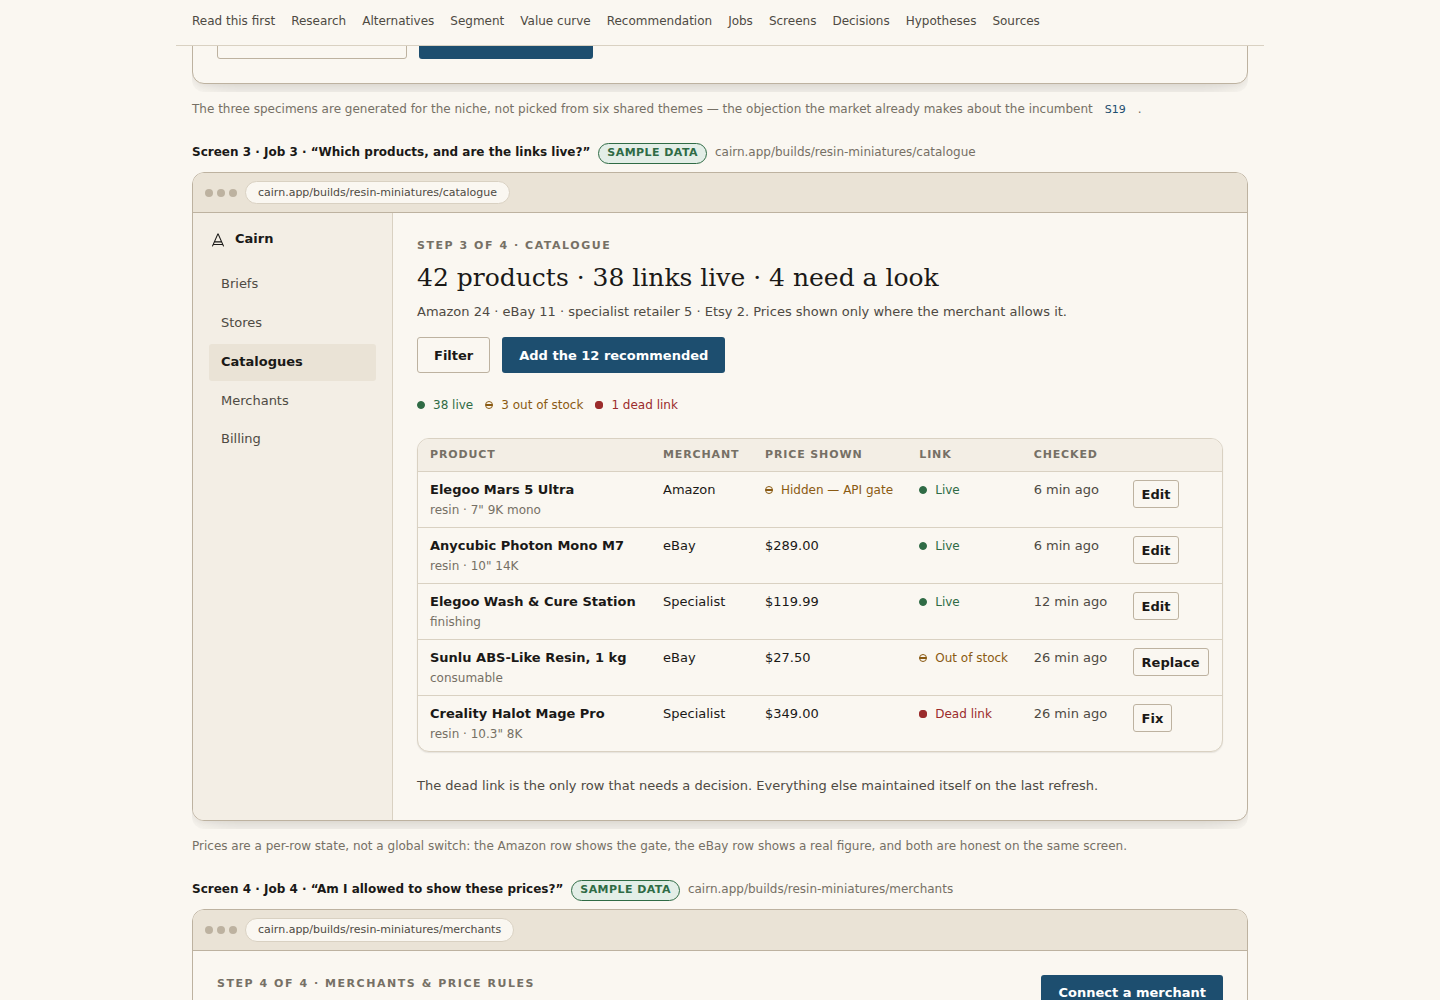 Read this first Research Alternatives Segment Value curve Recommendation Jobs Screens Decisions Hypotheses Sources
The three specimens are generated for the niche, not picked from six shared themes — the objection the market already makes about the incumbent S19 .
Screen 3 · Job 3 · “Which products, and are the links live?” SAMPLE DATA cairn.app/builds/resin-miniatures/catalogue
cairn.app/builds/resin-miniatures/catalogue
Cairn
Briefs
Stores
Catalogues
Merchants
Billing
STEP 3 OF 4 · CATALOGUE
42 products · 38 links live · 4 need a look
Amazon 24 · eBay 11 · specialist retailer 5 · Etsy 2. Prices shown only where the merchant allows it.
Filter Add the 12 recommended
38 live 3 out of stock 1 dead link
PRODUCT MERCHANT PRICE SHOWN LINK CHECKED
Elegoo Mars 5 Ultra Amazon Hidden — API gate Live 6 min ago Edit
resin · 7" 9K mono
Anycubic Photon Mono M7 eBay $289.00 Live 6 min ago Edit
resin · 10" 14K
Elegoo Wash & Cure Station Specialist $119.99 Live 12 min ago Edit
finishing
Sunlu ABS-Like Resin, 1 kg eBay $27.50 Out of stock 26 min ago Replace
consumable
Creality Halot Mage Pro Specialist $349.00 Dead link 26 min ago Fix
resin · 10.3" 8K
The dead link is the only row that needs a decision. Everything else maintained itself on the last refresh.
Prices are a per-row state, not a global switch: the Amazon row shows the gate, the eBay row shows a real figure, and both are honest on the same screen.
Screen 4 · Job 4 · “Am I allowed to show these prices?” SAMPLE DATA cairn.app/builds/resin-miniatures/merchants
cairn.app/builds/resin-miniatures/merchants
STEP 4 OF 4 · MERCHANTS & PRICE RULES
Connect a merchant